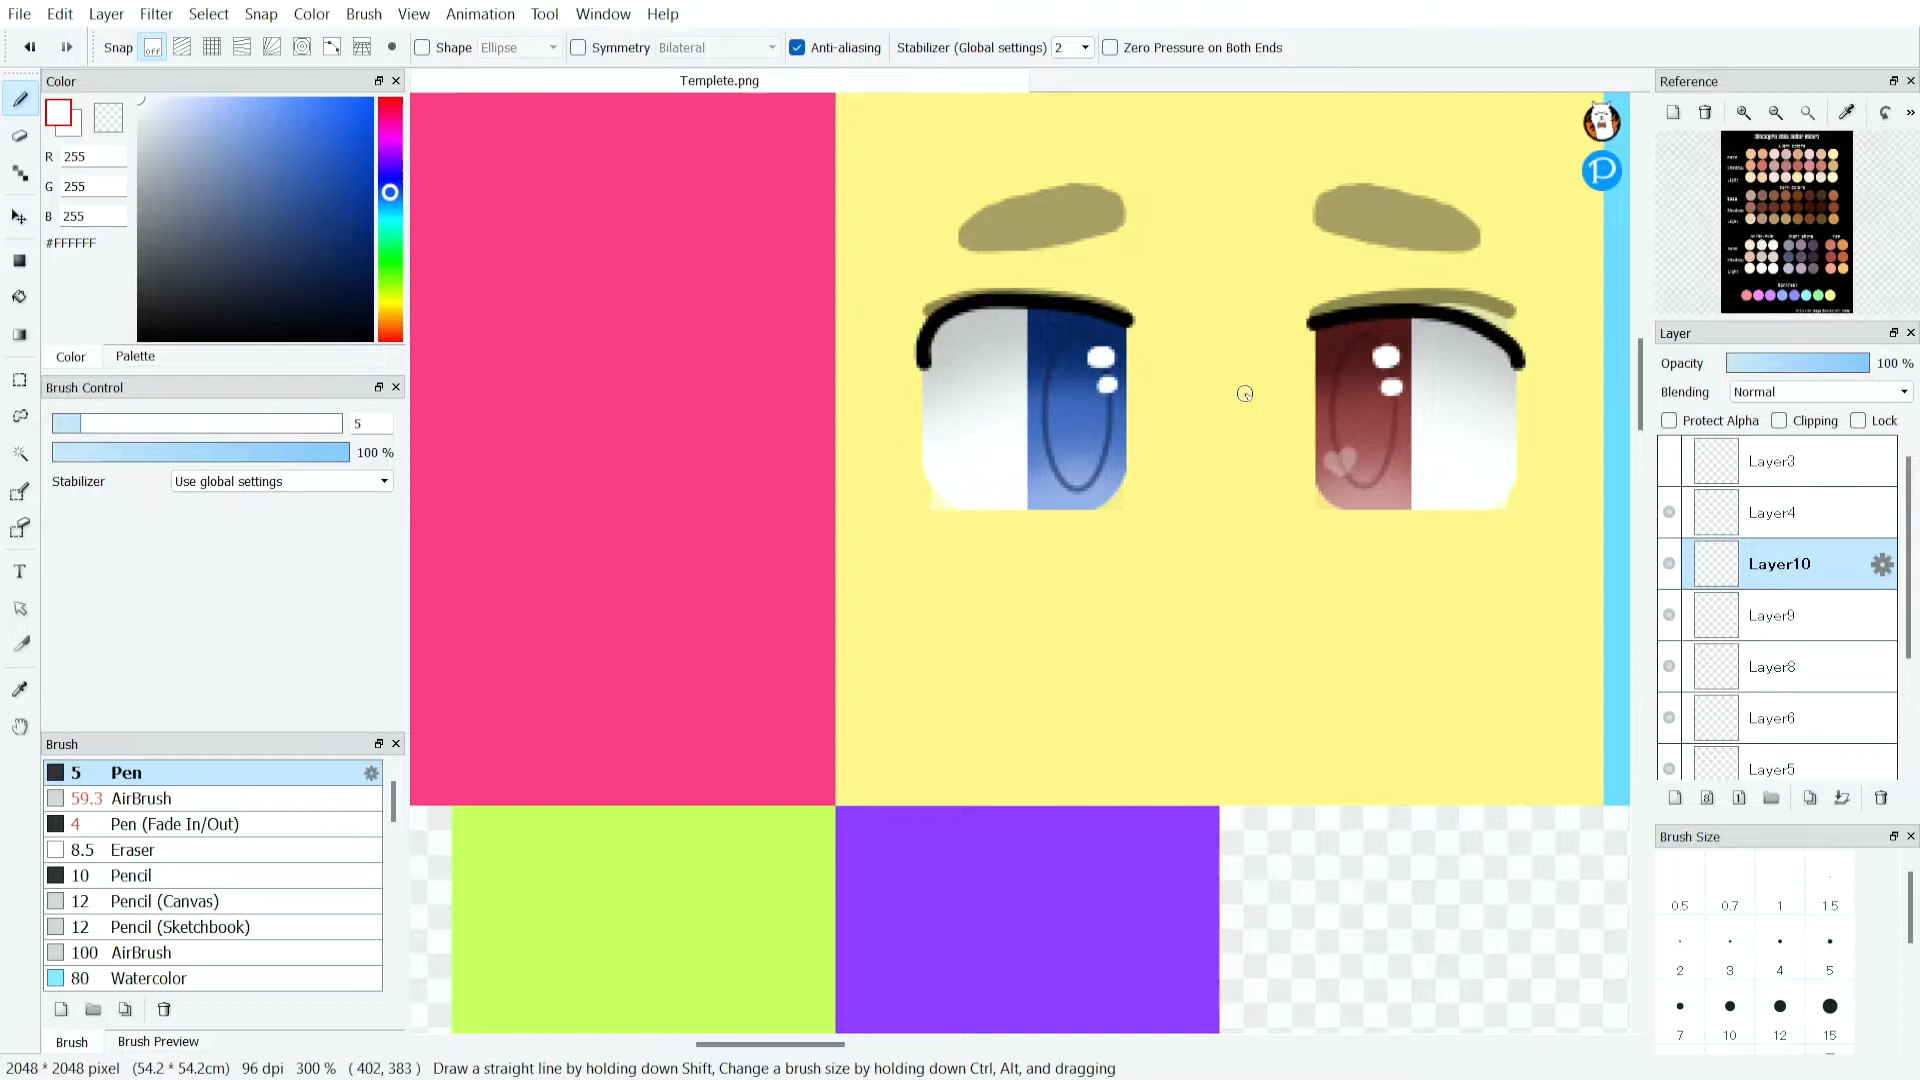 File Edit Layer Filter Select Snap Color Brush View Animation Tool Window Help
Snap off Shape Ellipse Symmetry Bilateral Anti-aliasing Stabilizer (Global settings) 2 Zero Pressure on Both Ends
Color
Templete.png
Reference
R 255
G 255
B 255
#FFFFFF
Color Palette
Brush Control
5
100 %
Stabilizer Use global settings
Layer
Opacity 100 %
Blending Normal
Protect Alpha Clipping Lock
Layer3
Layer4
Layer10
Layer9
Layer8
Layer6
Layer5
Brush
5 Pen
59.3 AirBrush
4 Pen (Fade In/Out)
8.5 Eraser
10 Pencil
12 Pencil (Canvas)
12 Pencil (Sketchbook)
100 AirBrush
80 Watercolor
Brush Brush Preview
Brush Size
0.5 0.7 1 1.5
2 3 4 5
7 10 12 15
2048 * 2048 pixel (54.2 * 54.2cm) 96 dpi 300 % ( 402, 383 ) Draw a straight line by holding down Shift, Change a brush size by holding down Ctrl, Alt, and dragging